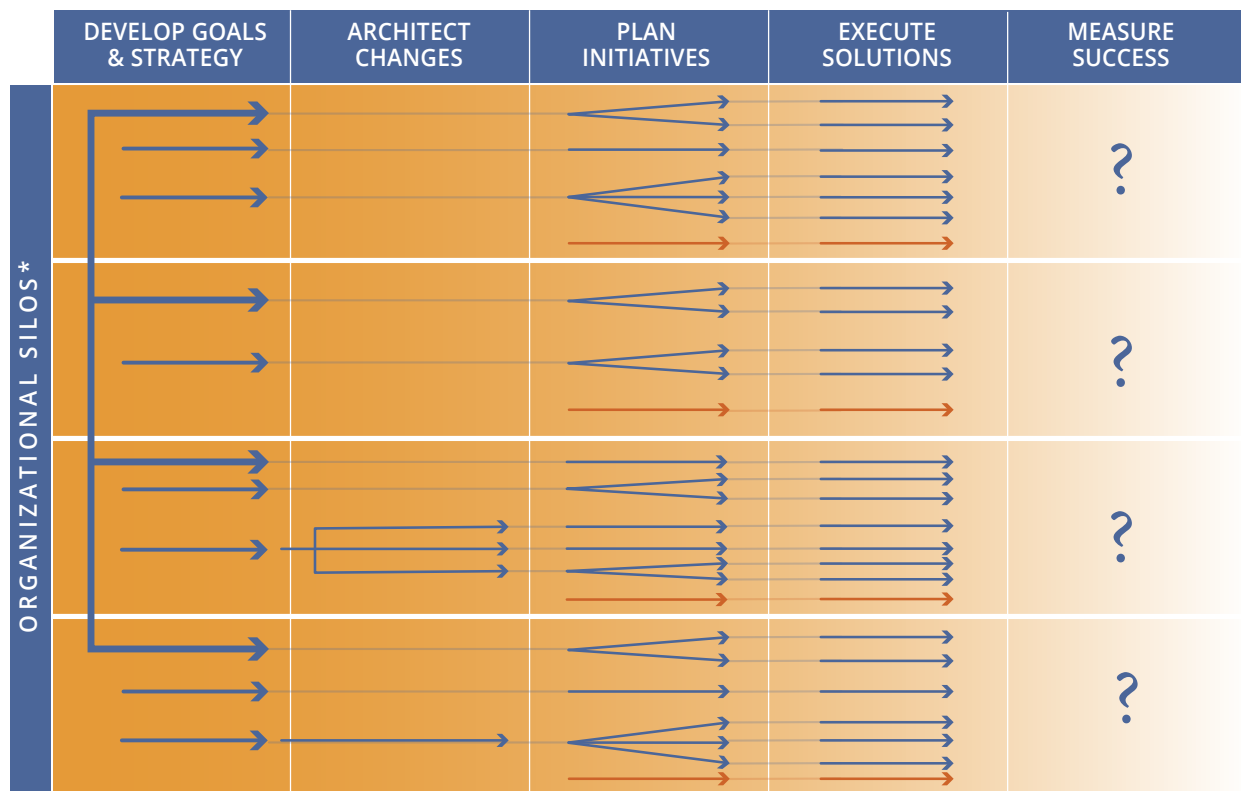 DEVELOP GOALS
& STRATEGY
ARCHITECT
CHANGES
PLAN
INITIATIVES
EXECUTE
SOLUTIONS
MEASURE
SUCCESS
ORGANIZATIONAL SILOS*
?
?
?
?